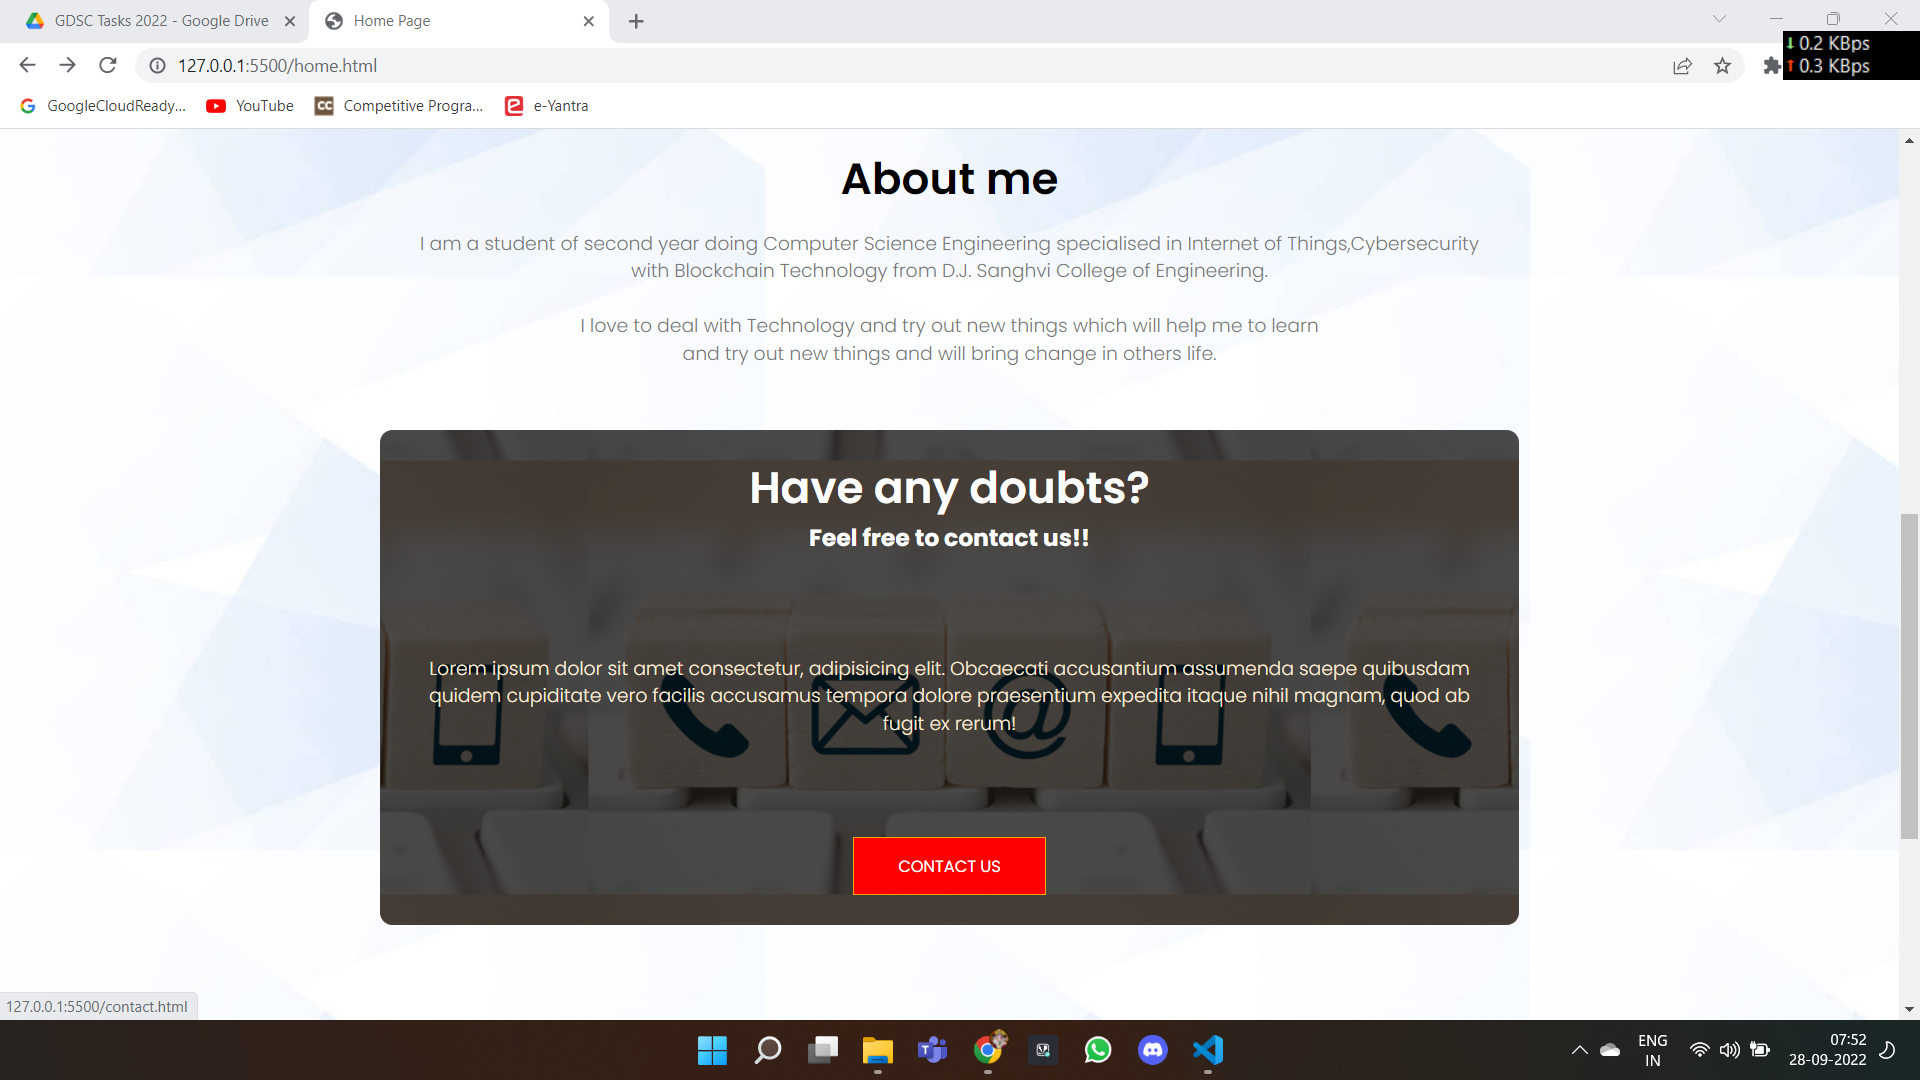 GDSC Tasks 2022 - Google Drive
Home Page
0.2 KBps
127.0.0.1:5500/home.html
0.3 KBps
GoogleCloudReady...
YouTube
CC
Competitive Progra...
e-Yantra
About me
I am a student of second year doing Computer Science Engineering specialised in Internet of Things,Cybersecurity
with Blockchain Technology from D.J. Sanghvi College of Engineering.
I love to deal with Technology and try out new things which will help me to learn
and try out new things and will bring change in others life.
Have any doubts?
Feel free to contact us!!
Lorem ipsum dolor sit amet consectetur, adipisicing elit. Obcaecati accusantium assumenda saepe quibusdam
quidem cupiditate vero facilis accusamus tempora dolore praesentium expedita itaque nihil magnam, quod ab
fugit ex rerum!
CONTACT US
127.0.0.1:5500/contact.html
ENG
IN
07:52
28-09-2022